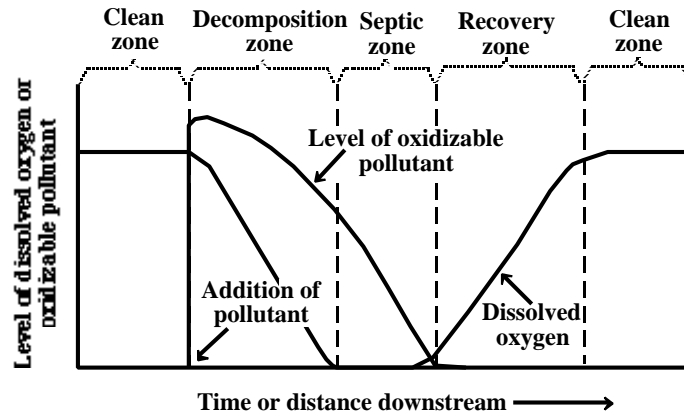 Clean
zone
Decomposition
zone
Septic
zone
Recovery
zone
Clean
zone
Level of dissolved oxygen or
oxidizable pollutant
Level of oxidizable
pollutant
Addition of
pollutant
Dissolved
oxygen
Time or distance downstream